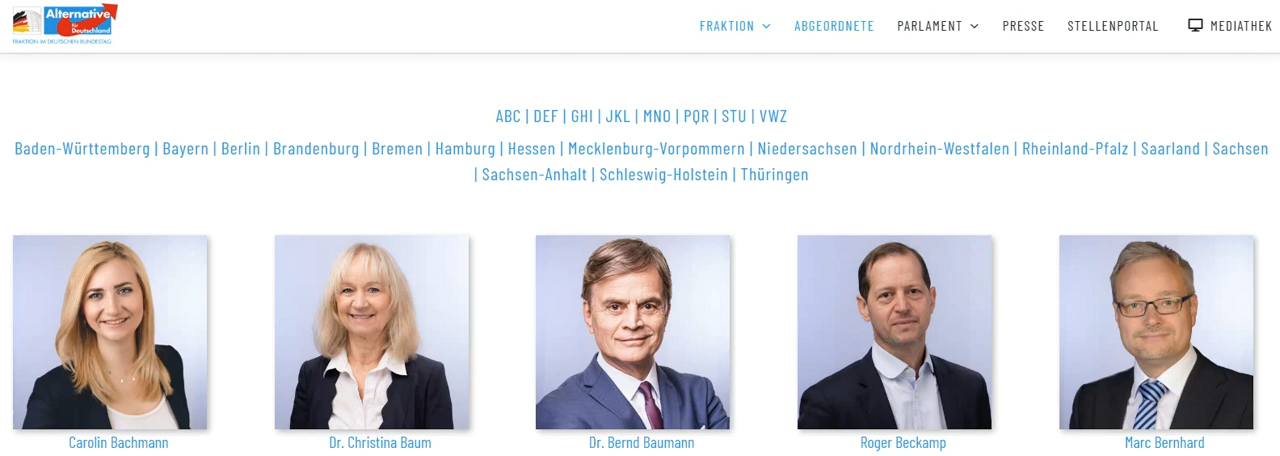 Alternative
für
Deutschland
FRAKTION IM DEUTSCHEN BUNDESTAG
FRAKTION ABGEORDNETE PARLAMENT PRESSE STELLENPORTAL MEDIATHEK
ABC | DEF | GHI | JKL | MNO | PQR | STU | VWZ
Baden-Württemberg | Bayern | Berlin | Brandenburg | Bremen | Hamburg | Hessen | Mecklenburg-Vorpommern | Niedersachsen | Nordrhein-Westfalen | Rheinland-Pfalz | Saarland | Sachsen
| Sachsen-Anhalt | Schleswig-Holstein | Thüringen
Carolin Bachmann Dr. Christina Baum Dr. Bernd Baumann Roger Beckamp Marc Bernhard